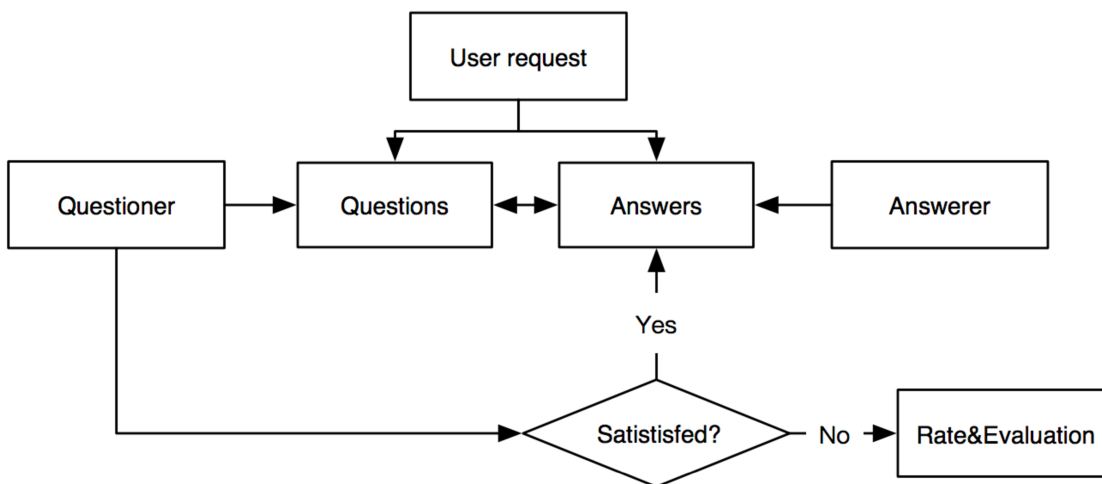 User request
Questioner
Questions
Answers
Answerer
Yes
Satistisfed?
No
Rate&Evaluation